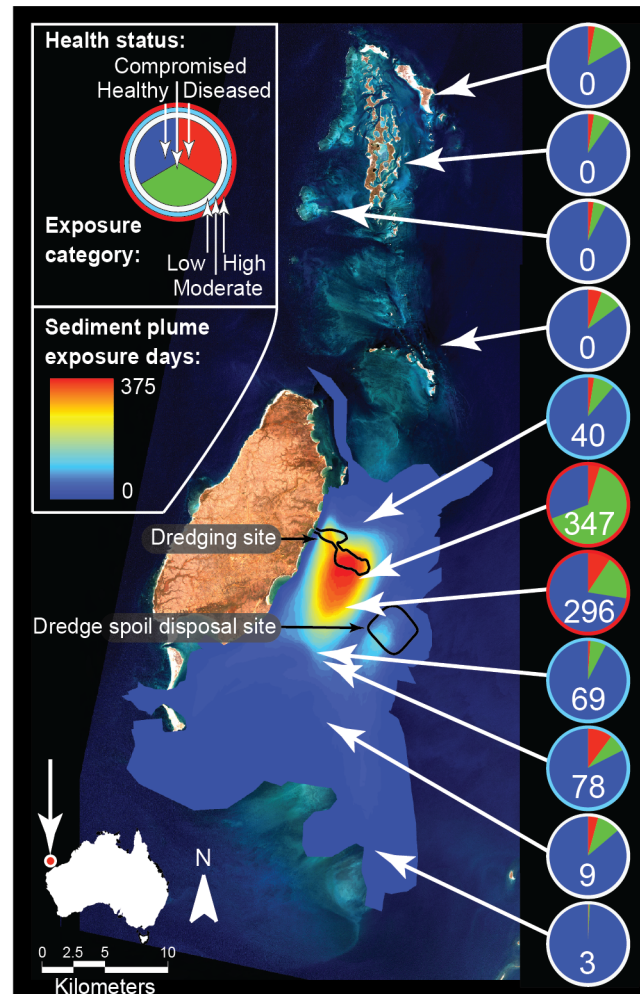 Health status:
Compromised
Healthy Diseased
Exposure
category:
Low High
Moderate
Sediment plume
exposure days:
375
0
Dredging site
Dredge spoil disposal site
N
0 2.5 5 10
Kilometers
0
0
0
0
40
347
296
69
78
9
3